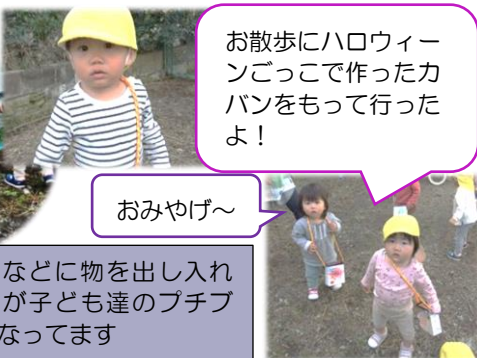 お散歩にハロウィー
ンごっこで作ったカ
バンをもって行った
よ！
おみやげ～
などに物を出し入れ
が子ども達のプチブ
なってます